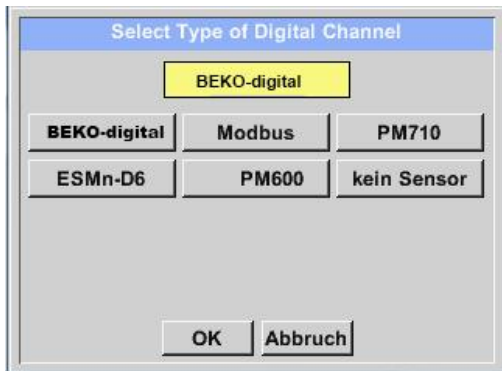 Select Type of Digital Channel
BEKO-digital
BEKO-digital Modbus PM710
ESMn-D6 PM600 kein Sensor
OK Abbruch